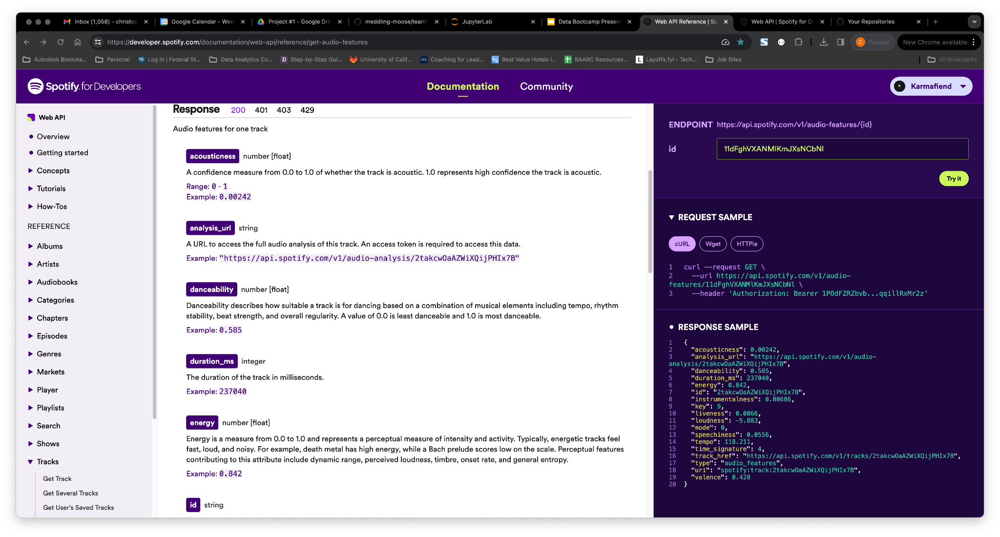 Inbox (1,058) - christop
Google Calendar - Wee
Project #1 - Google Driv
meddling-moose/team1
JupyterLab
Data Bootcamp Present
Web API Reference | Sp
Web API | Spotify for De
Your Repositories
https://developer.spotify.com/documentation/web-api/reference/get-audio-features
C Paused
New Chrome available
Autodesk Bookma...
Personal
FSA Log In | Federal St...
Data Analytics Co...
B Step-by-Step Gui...
University of Calif...
CFL Coaching for Lead...
hg Best Value Hotels i...
BAARC Resources...
L Layoffs.fyi - Tech...
Job Sites
All Bookmarks
Spotify for Developers
Documentation
Community
K Karmafiend
Web API
Overview
Getting started
Concepts
Tutorials
How-Tos
REFERENCE
Albums
Artists
Audiobooks
Categories
Chapters
Episodes
Genres
Markets
Player
Playlists
Search
Shows
Tracks
Get Track
Get Several Tracks
Get User's Saved Tracks
Response 200 401 403 429
Audio features for one track
acousticness number [float]
A confidence measure from 0.0 to 1.0 of whether the track is acoustic. 1.0 represents high confidence the track is acoustic.
Range: 0 - 1
Example: 0.00242
analysis_url string
A URL to access the full audio analysis of this track. An access token is required to access this data.
Example: "https://api.spotify.com/v1/audio-analysis/2takcwOaAZWiXQijPHIx7B"
danceability number [float]
Danceability describes how suitable a track is for dancing based on a combination of musical elements including tempo, rhythm
stability, beat strength, and overall regularity. A value of 0.0 is least danceable and 1.0 is most danceable.
Example: 0.585
duration_ms integer
The duration of the track in milliseconds.
Example: 237040
energy number [float]
Energy is a measure from 0.0 to 1.0 and represents a perceptual measure of intensity and activity. Typically, energetic tracks feel
fast, loud, and noisy. For example, death metal has high energy, while a Bach prelude scores low on the scale. Perceptual features
contributing to this attribute include dynamic range, perceived loudness, timbre, onset rate, and general entropy.
Example: 0.842
id string
ENDPOINT https://api.spotify.com/v1/audio-features/{id}
id 11dFghVXANMlKmJXsNCbNl
Try it
REQUEST SAMPLE
cURL Wget HTTPie
1 curl --request GET \
2 --url https://api.spotify.com/v1/audio-
features/11dFghVXANMlKmJXsNCbNl \
3 --header 'Authorization: Bearer 1POdFZRZbvb...qqillRxMr2z'
RESPONSE SAMPLE
1 {
2 "acousticness": 0.00242,
3 "analysis_url": "https://api.spotify.com/v1/audio-
analysis/2takcwOaAZWiXQijPHIx7B",
4 "danceability": 0.585,
5 "duration_ms": 237040,
6 "energy": 0.842,
7 "id": "2takcwOaAZWiXQijPHIx7B",
8 "instrumentalness": 0.00686,
9 "key": 9,
10 "liveness": 0.0866,
11 "loudness": -5.883,
12 "mode": 0,
13 "speechiness": 0.0556,
14 "tempo": 118.211,
15 "time_signature": 4,
16 "track_href": "https://api.spotify.com/v1/tracks/2takcwOaAZWiXQijPHIx7B",
17 "type": "audio_features",
18 "uri": "spotify:track:2takcwOaAZWiXQijPHIx7B",
19 "valence": 0.428
20 }